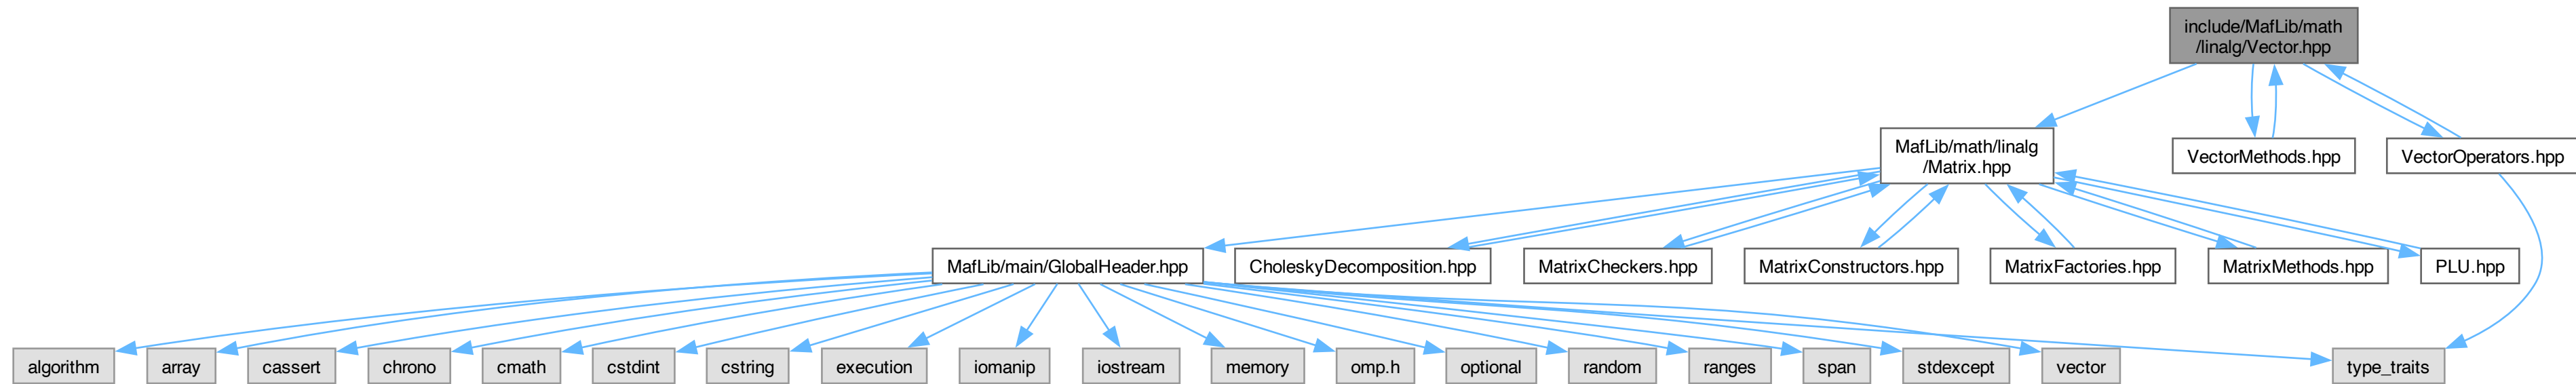 include/MafLib/math
/linalg/Vector.hpp
MafLib/math/linalg
/Matrix.hpp
VectorMethods.hpp
VectorOperators.hpp
MafLib/main/GlobalHeader.hpp
CholeskyDecomposition.hpp
MatrixCheckers.hpp
MatrixConstructors.hpp
MatrixFactories.hpp
MatrixMethods.hpp
PLU.hpp
algorithm
array
cassert
chrono
cmath
cstdint
cstring
execution
iomanip
iostream
memory
omp.h
optional
random
ranges
span
stdexcept
vector
type_traits